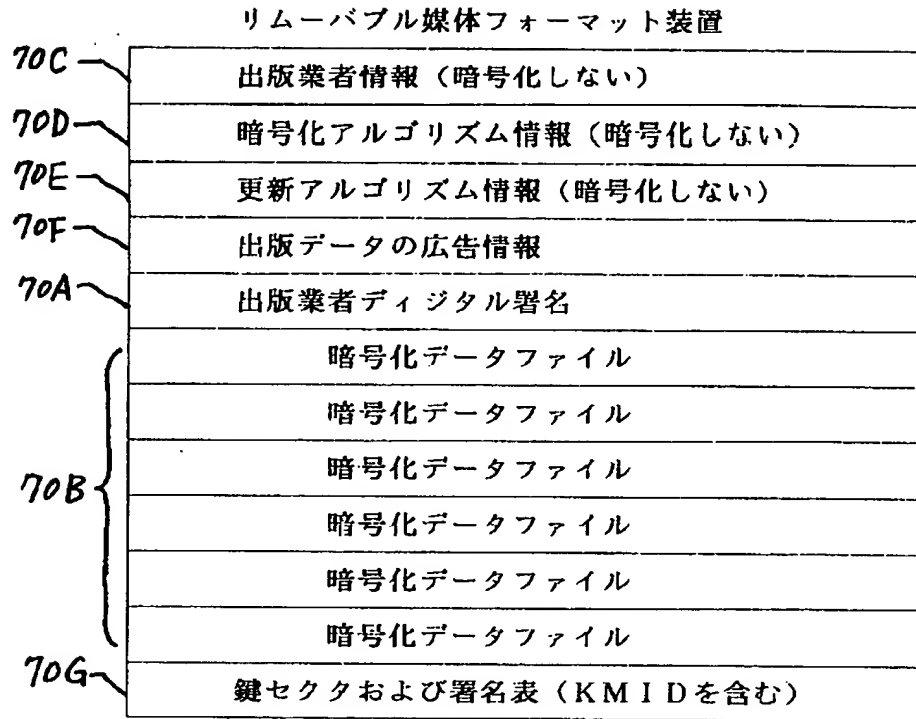 リムーバブル媒体フォーマット装置
70C 出版業者情報（暗号化しない）
70D 暗号化アルゴリズム情報（暗号化しない）
70E 更新アルゴリズム情報（暗号化しない）
70F 出版データの広告情報
70A 出版業者ディジタル署名
暗号化データファイル
暗号化データファイル
70B 暗号化データファイル
暗号化データファイル
暗号化データファイル
暗号化データファイル
70G 鍵セクタおよび署名表（KMIDを含む）